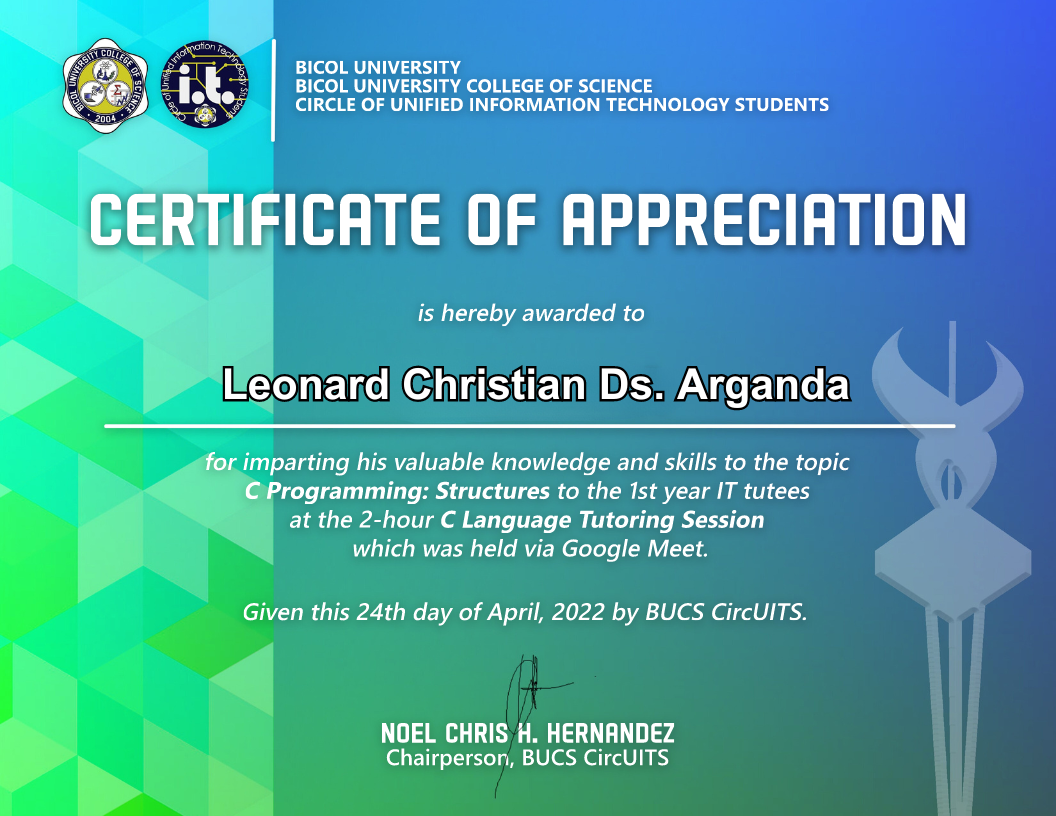 BICOL UNIVERSITY COLLEGE OF SCIENCE
• 2004 •
Circle of Unified Information Technology Students
i.t.
BICOL UNIVERSITY
BICOL UNIVERSITY COLLEGE OF SCIENCE
CIRCLE OF UNIFIED INFORMATION TECHNOLOGY STUDENTS
CERTIFICATE OF APPRECIATION
is hereby awarded to
Leonard Christian Ds. Arganda
for imparting his valuable knowledge and skills to the topic
C Programming: Structures to the 1st year IT tutees
at the 2-hour C Language Tutoring Session
which was held via Google Meet.
Given this 24th day of April, 2022 by BUCS CircUITS.
NOEL CHRIS H. HERNANDEZ
Chairperson, BUCS CircUITS